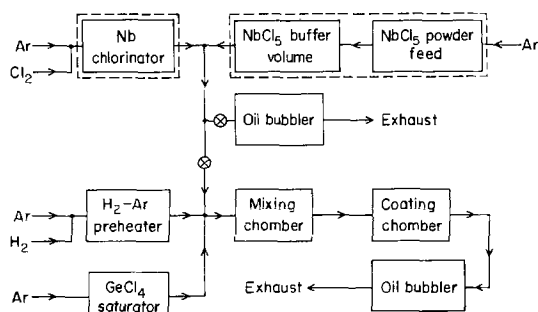 Ar
Cl2
Nb
chlorinator
NbCl5 buffer
volume
NbCl5 powder
feed
Ar
Oil bubbler
Exhaust
Ar
H2
H2-Ar
preheater
Mixing
chamber
Coating
chamber
Ar
GeCl4
saturator
Exhaust
Oil bubbler